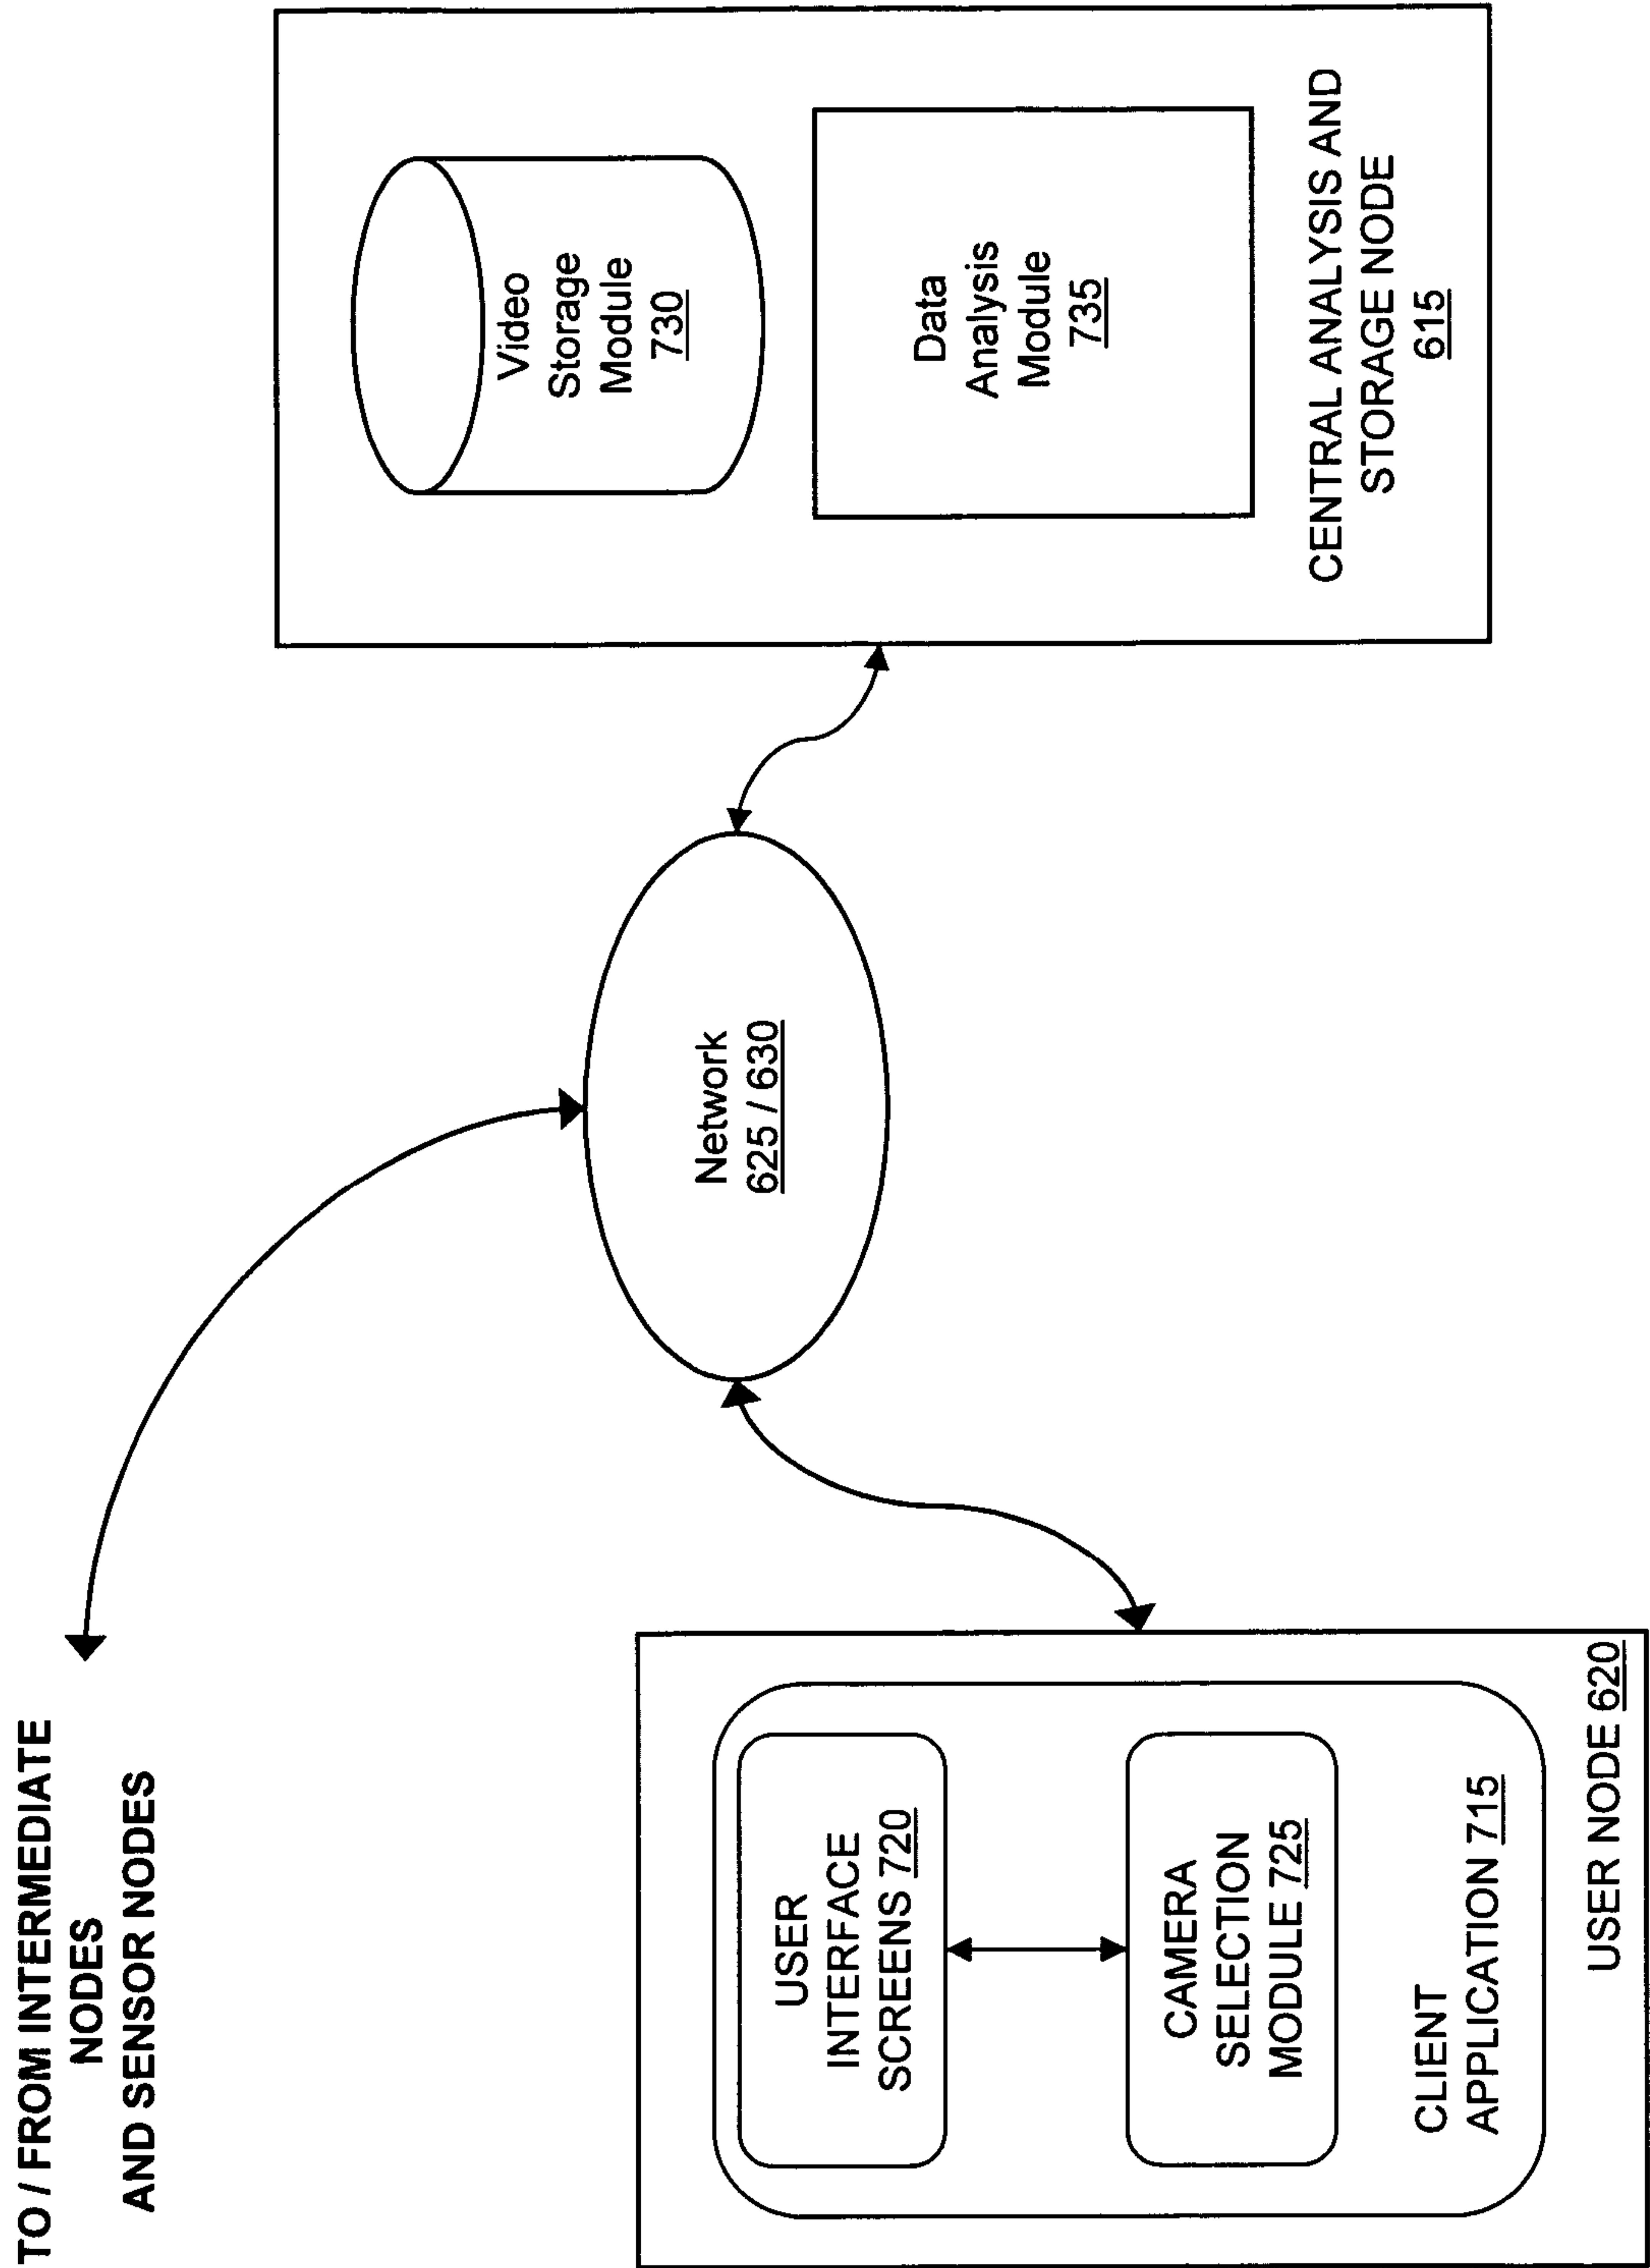 TO / FROM INTERMEDIATE
NODES
AND SENSOR NODES
USER
INTERFACE
SCREENS 720
CAMERA
SELECTION
MODULE 725
CLIENT
APPLICATION 715
USER NODE 620
Network
625 / 630
Video
Storage
Module
730
Data
Analysis
Module
735
CENTRAL ANALYSIS AND
STORAGE NODE
615